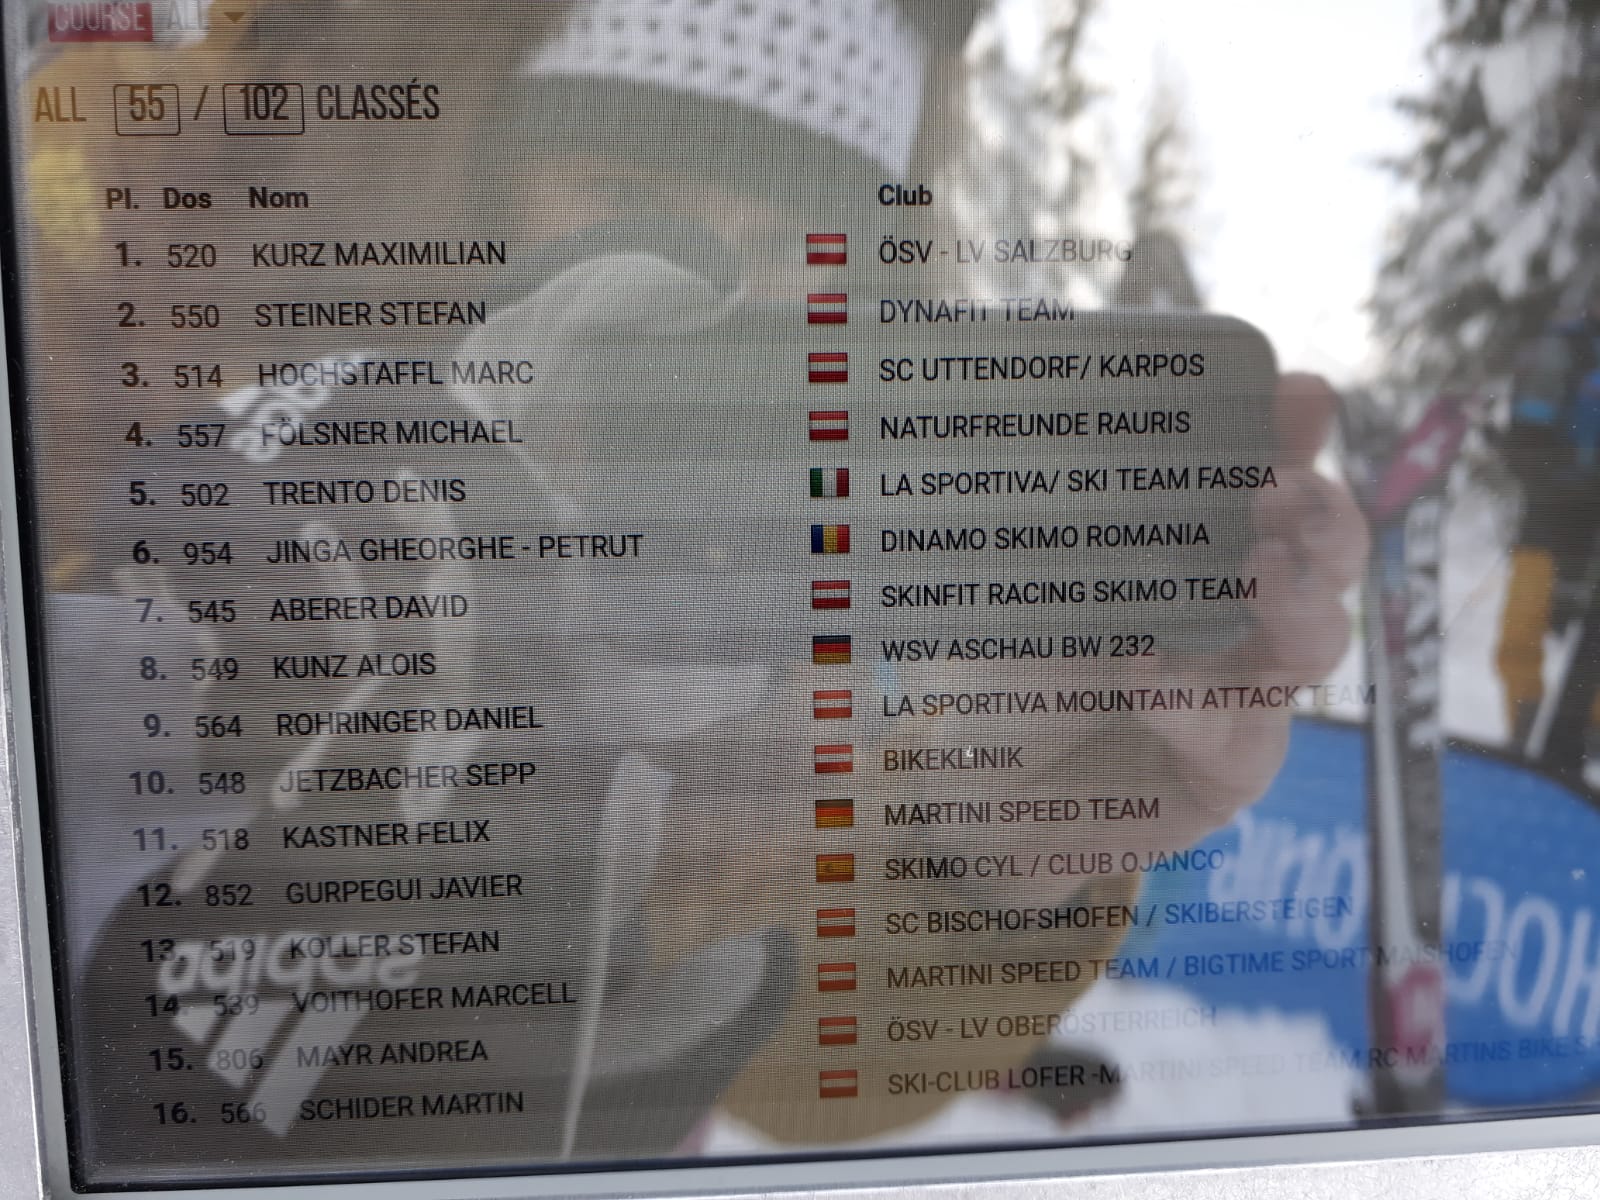 COURSE ALL
ALL 55 / 102 CLASSÉS
Pl. Dos Nom Club
1. 520 KURZ MAXIMILIAN ÖSV - LV SALZBURG
2. 550 STEINER STEFAN DYNAFIT TEAM
3. 514 HOCHSTAFFL MARC SC UTTENDORF/ KARPOS
4. 557 FÖLSNER MICHAEL NATURFREUNDE RAURIS
5. 502 TRENTO DENIS LA SPORTIVA/ SKI TEAM FASSA
6. 954 JINGA GHEORGHE - PETRUT DINAMO SKIMO ROMANIA
7. 545 ABERER DAVID SKINFIT RACING SKIMO TEAM
8. 549 KUNZ ALOIS WSV ASCHAU BW 232
9. 564 ROHRINGER DANIEL LA SPORTIVA MOUNTAIN ATTACK TEAM
10. 548 JETZBACHER SEPP BIKEKLINIK
11. 518 KASTNER FELIX MARTINI SPEED TEAM
12. 852 GURPEGUI JAVIER SKIMO CYL / CLUB OJANCO
13. 519 KOLLER STEFAN SC BISCHOFSHOFEN / SKIBERSTEIGEN
14. 539 VOITHOFER MARCELL MARTINI SPEED TEAM / BIGTIME SPORT MAISHOFEN
15. 806 MAYR ANDREA ÖSV - LV OBERÖSTERREICH
16. 566 SCHIDER MARTIN SKI-CLUB LOFER -MARTINI SPEED TEAM RC MARTINS BIKE
adidas